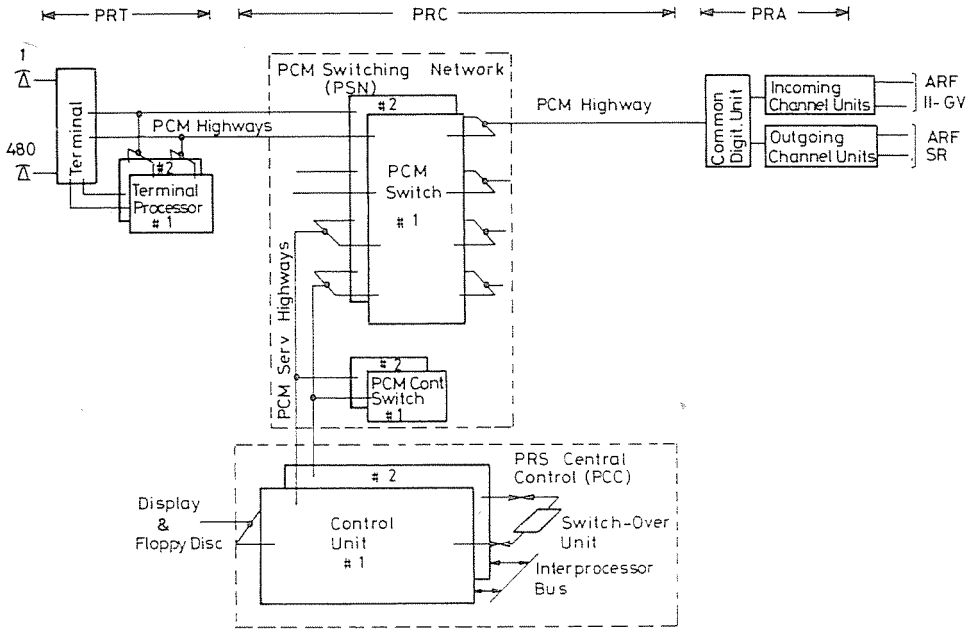 PRT
PRC
PRA
1
480
Terminal
PCM Highways
# 2
Terminal
Processor
# 1
PCM Switching Network
(PSN)
# 2
PCM
Switch
# 1
PCM Highway
Common
Digit. Unit
Incoming
Channel Units
ARF
II-GV
Outgoing
Channel Units
ARF
SR
PCM Serv Highways
# 2
PCM Cont
Switch
# 1
PRS Central
Control (PCC)
# 2
Control
Unit
# 1
Display
&
Floppy Disc
Switch-Over
Unit
Interprocessor
Bus